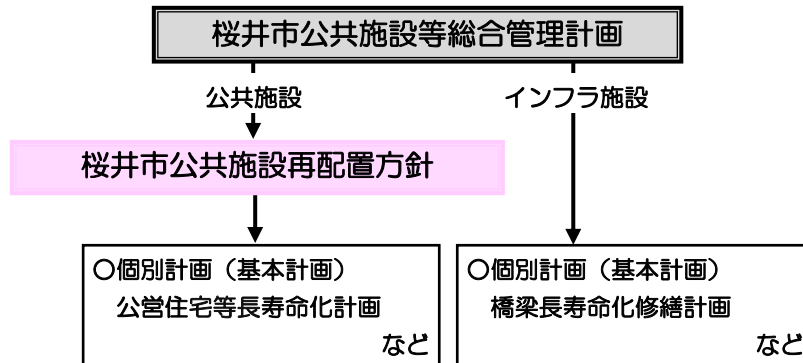 桜井市公共施設等総合管理計画
公共施設
インフラ施設
桜井市公共施設再配置方針
○個別計画（基本計画）
公営住宅等長寿命化計画
など
○個別計画（基本計画）
橋梁長寿命化修繕計画
など